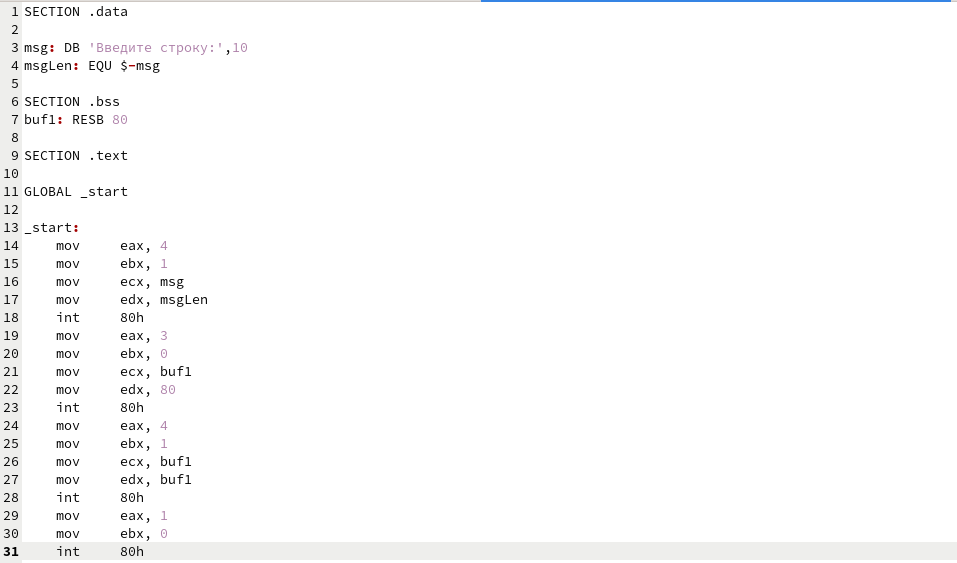 1 SECTION .data
2
3 msg: DB 'Введите строку:',10
4 msgLen: EQU $-msg
5
6 SECTION .bss
7 buf1: RESB 80
8
9 SECTION .text
10
11 GLOBAL _start
12
13 _start:
14     mov     eax, 4
15     mov     ebx, 1
16     mov     ecx, msg
17     mov     edx, msgLen
18     int     80h
19     mov     eax, 3
20     mov     ebx, 0
21     mov     ecx, buf1
22     mov     edx, 80
23     int     80h
24     mov     eax, 4
25     mov     ebx, 1
26     mov     ecx, buf1
27     mov     edx, buf1
28     int     80h
29     mov     eax, 1
30     mov     ebx, 0
31     int     80h